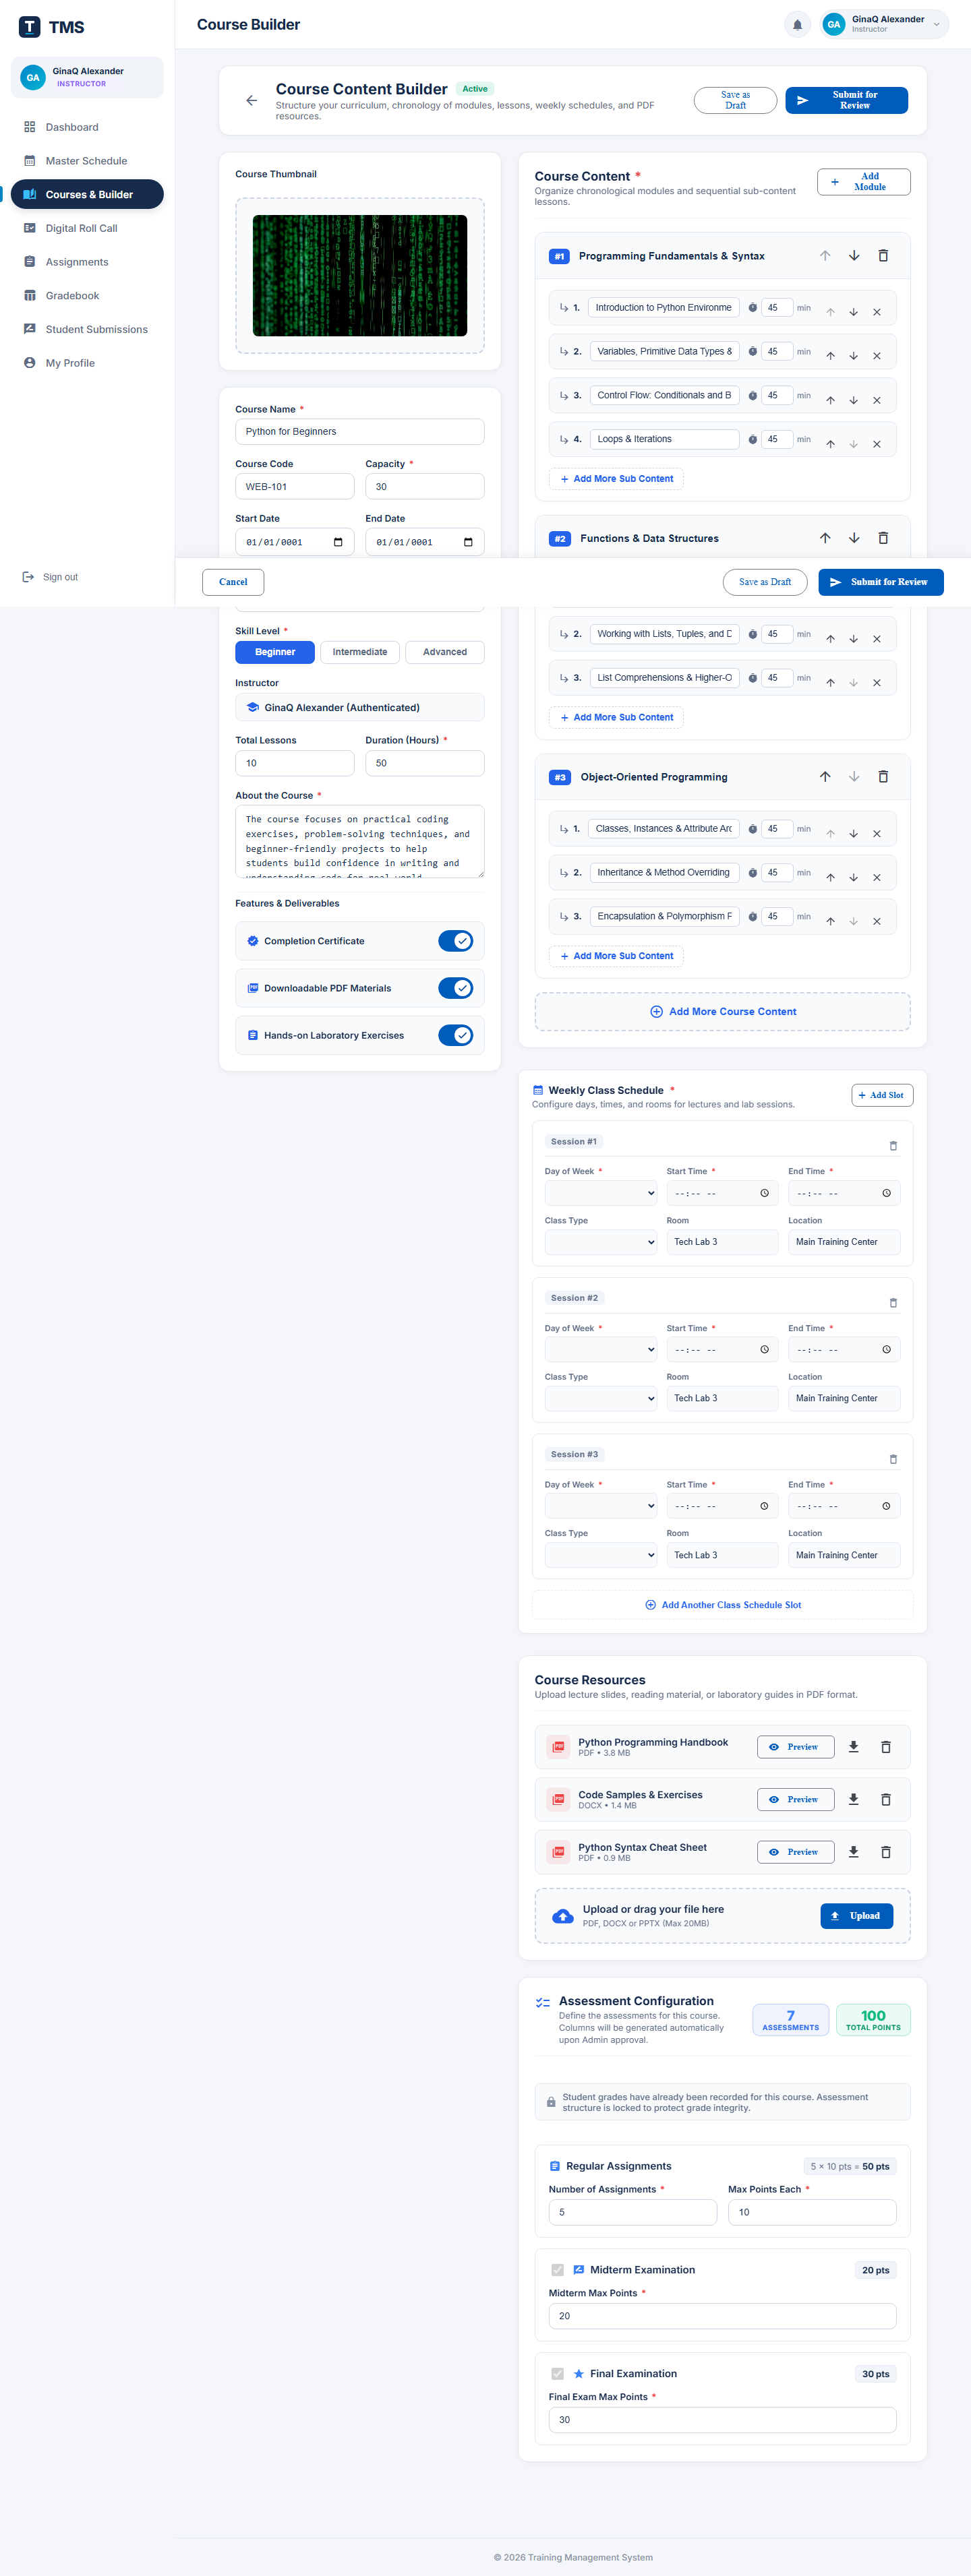 TMS
GA
GinaQ Alexander
INSTRUCTOR
Dashboard
Master Schedule
Courses & Builder
Digital Roll Call
Assignments
Gradebook
Student Submissions
My Profile
Sign out
Course Builder
GA
GinaQ Alexander
Instructor
Course Content Builder
Active
Structure your curriculum, chronology of modules, lessons, weekly schedules, and PDF
resources.
Save as
Draft
Submit for
Review
Course Thumbnail
Course Name *
Python for Beginners
Course Code
Capacity *
WEB-101
30
Start Date
End Date
01/01/0001
01/01/0001
Cancel
Save as Draft
Submit for Review
Skill Level *
Beginner
Intermediate
Advanced
Instructor
GinaQ Alexander (Authenticated)
Total Lessons
Duration (Hours) *
10
50
About the Course *
The course focuses on practical coding
exercises, problem-solving techniques, and
beginner-friendly projects to help
students build confidence in writing and
understanding code for real-world
Features & Deliverables
Completion Certificate
Downloadable PDF Materials
Hands-on Laboratory Exercises
Course Content *
Organize chronological modules and sequential sub-content
lessons.
Add
Module
#1 Programming Fundamentals & Syntax
1. Introduction to Python Environme 45 min
2. Variables, Primitive Data Types & 45 min
3. Control Flow: Conditionals and B 45 min
4. Loops & Iterations 45 min
+ Add More Sub Content
#2 Functions & Data Structures
2. Working with Lists, Tuples, and D 45 min
3. List Comprehensions & Higher-O 45 min
+ Add More Sub Content
#3 Object-Oriented Programming
1. Classes, Instances & Attribute Arc 45 min
2. Inheritance & Method Overriding 45 min
3. Encapsulation & Polymorphism F 45 min
+ Add More Sub Content
Add More Course Content
Weekly Class Schedule *
Configure days, times, and rooms for lectures and lab sessions.
+ Add Slot
Session #1
Day of Week * Start Time * End Time *
--:-- -- --:-- --
Class Type Room Location
Tech Lab 3 Main Training Center
Session #2
Day of Week * Start Time * End Time *
--:-- -- --:-- --
Class Type Room Location
Tech Lab 3 Main Training Center
Session #3
Day of Week * Start Time * End Time *
--:-- -- --:-- --
Class Type Room Location
Tech Lab 3 Main Training Center
Add Another Class Schedule Slot
Course Resources
Upload lecture slides, reading material, or laboratory guides in PDF format.
Python Programming Handbook
PDF • 3.8 MB
Preview
Code Samples & Exercises
DOCX • 1.4 MB
Preview
Python Syntax Cheat Sheet
PDF • 0.9 MB
Preview
Upload or drag your file here
PDF, DOCX or PPTX (Max 20MB)
Upload
Assessment Configuration
Define the assessments for this course.
Columns will be generated automatically
upon Admin approval.
7
ASSESSMENTS
100
TOTAL POINTS
Student grades have already been recorded for this course. Assessment
structure is locked to protect grade integrity.
Regular Assignments
5 × 10 pts = 50 pts
Number of Assignments *
Max Points Each *
5
10
Midterm Examination
20 pts
Midterm Max Points *
20
Final Examination
30 pts
Final Exam Max Points *
30
© 2026 Training Management System